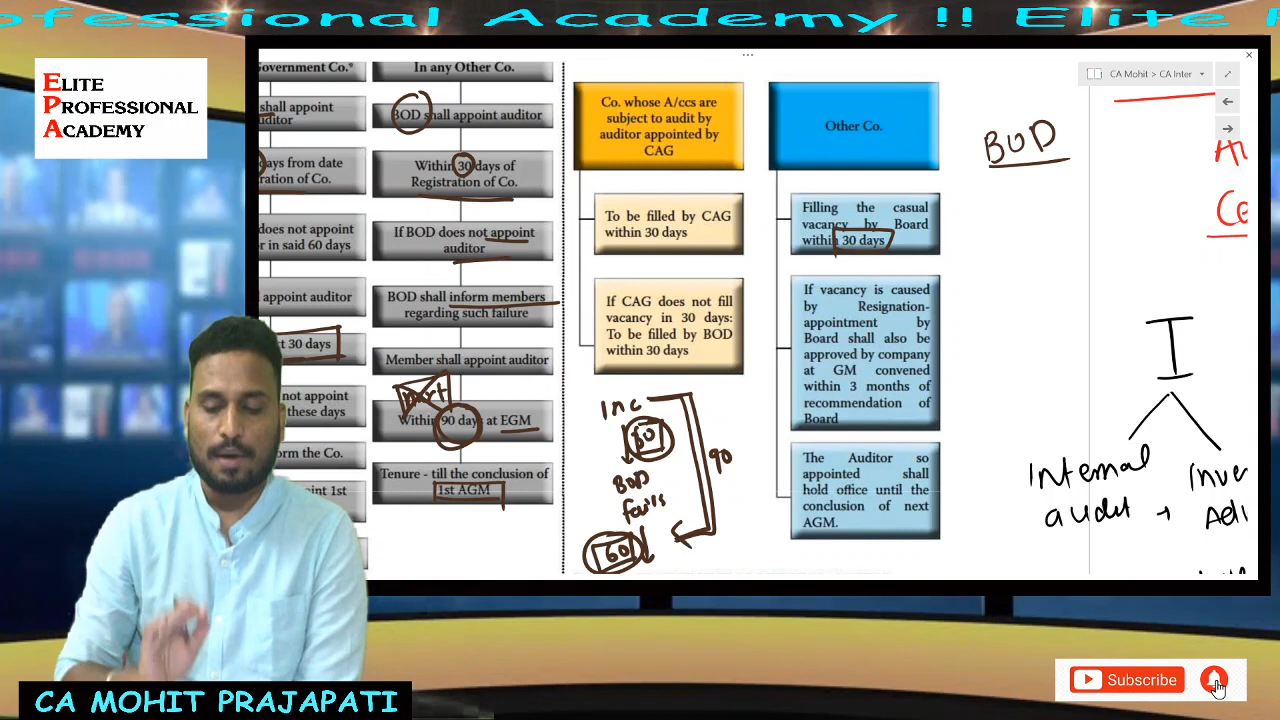 ssional Academy !! Elite
ELITE
PROFESSIONAL
ACADEMY
overnment Co.*
shall appoint
uditor
days from date
ration of Co.
does not appoint
r in said 60 days
appoint auditor
t 30 days
not appoint
these days
orm the Co.
oint 1st
In any Other Co.
BOD shall appoint auditor
Within 30 days of
Registration of Co.
If BOD does not appoint
auditor
BOD shall inform members
regarding such failure
Member shall appoint auditor
Within 90 days at EGM
Tenure - till the conclusion of
1st AGM
Co. whose A/ccs are
subject to audit by
auditor appointed by
CAG
To be filled by CAG
within 30 days
If CAG does not fill
vacancy in 30 days:
To be filled by BOD
within 30 days
Inc
BOD
fails
60
90
Other Co.
Filling the casual
vacancy by Board
within 30 days
If vacancy is caused
by Resignation-
appointment by
Board shall also be
approved by company
at GM convened
within 3 months of
recommendation of
Board
The Auditor so
appointed shall
hold office until the
conclusion of next
AGM.
BOD
CA Mohit > CA Inter
I
Internal
audit
Inve
Adv
Subscribe
CA MOHIT PRAJAPATI